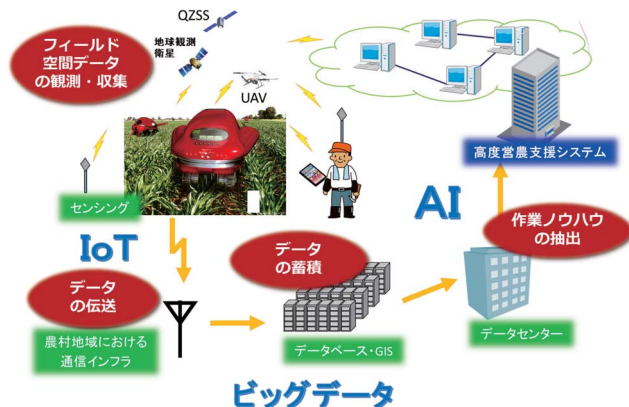 QZSS
地球観測
衛星
フィールド
空間データ
の観測・収集
UAV
高度営農支援システム
センシング
AI
IoT
作業ノウハウ
の抽出
データ
の蓄積
データ
の伝送
農村地域における
通信インフラ
データベース・GIS
データセンター
ビッグデータ